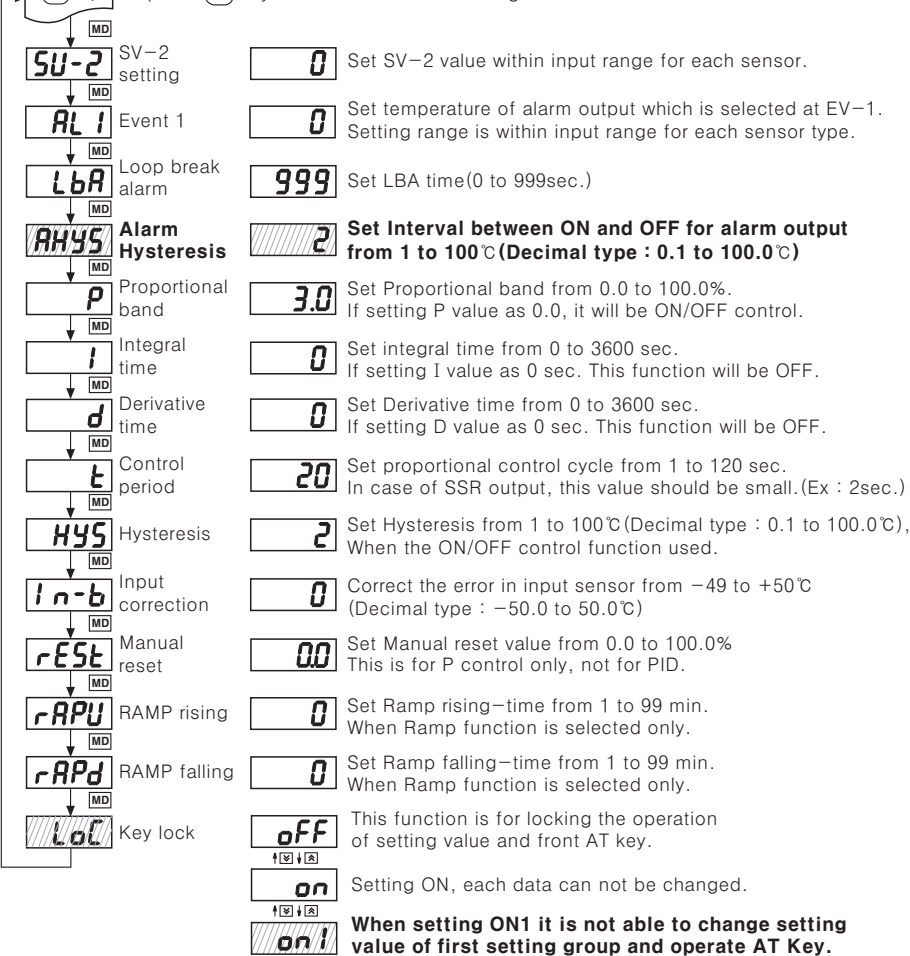 MD
SV-2 SV-2 setting 0 Set SV-2 value within input range for each sensor.
MD
AL1 Event 1 0 Set temperature of alarm output which is selected at EV-1.
Setting range is within input range for each sensor type.
MD
LbA Loop break alarm 999 Set LBA time(0 to 999sec.)
MD
AHYS Alarm Hysteresis 2 Set Interval between ON and OFF for alarm output
from 1 to 100℃(Decimal type : 0.1 to 100.0℃)
MD
P Proportional band 3.0 Set Proportional band from 0.0 to 100.0%.
If setting P value as 0.0, it will be ON/OFF control.
MD
I Integral time 0 Set integral time from 0 to 3600 sec.
If setting I value as 0 sec. This function will be OFF.
MD
d Derivative time 0 Set Derivative time from 0 to 3600 sec.
If setting D value as 0 sec. This function will be OFF.
MD
t Control period 20 Set proportional control cycle from 1 to 120 sec.
In case of SSR output, this value should be small.(Ex : 2sec.)
MD
HYS Hysteresis 2 Set Hysteresis from 1 to 100℃(Decimal type : 0.1 to 100.0℃),
When the ON/OFF control function used.
MD
In-b Input correction 0 Correct the error in input sensor from -49 to +50℃
(Decimal type : -50.0 to 50.0℃)
MD
rESt Manual reset 0.0 Set Manual reset value from 0.0 to 100.0%
This is for P control only, not for PID.
MD
rAPU RAMP rising 0 Set Ramp rising-time from 1 to 99 min.
When Ramp function is selected only.
MD
rAPd RAMP falling 0 Set Ramp falling-time from 1 to 99 min.
When Ramp function is selected only.
MD
LoC Key lock oFF This function is for locking the operation
of setting value and front AT key.
on Setting ON, each data can not be changed.
on1 When setting ON1 it is not able to change setting
value of first setting group and operate AT Key.